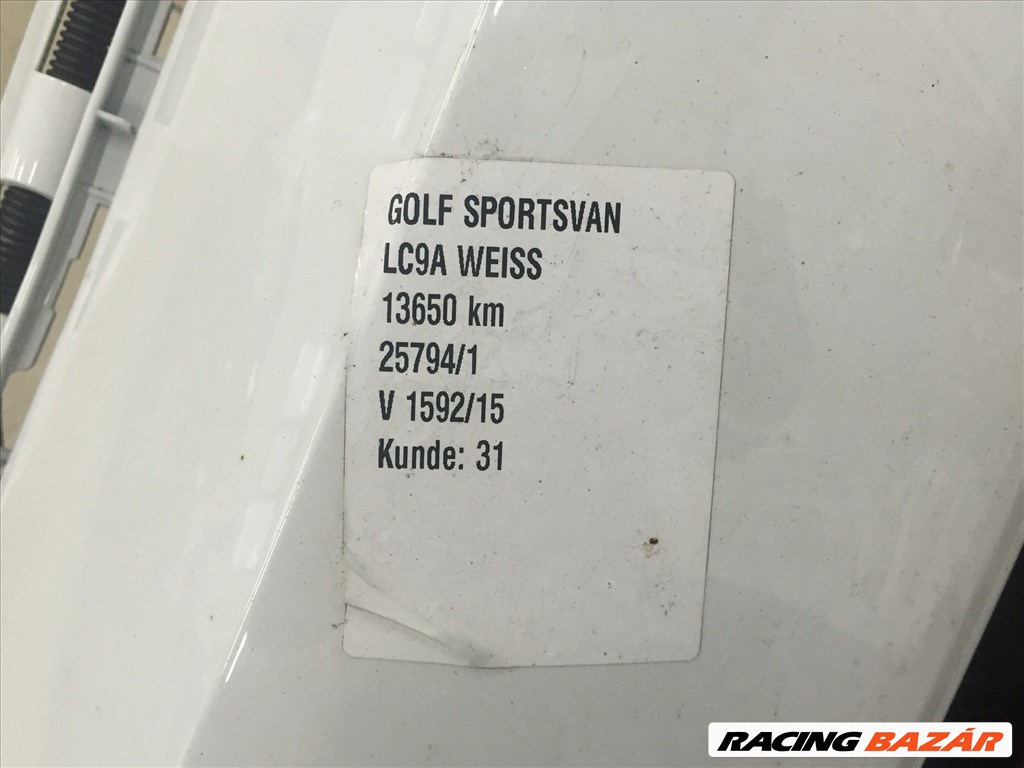 GOLF SPORTSVAN
LC9A WEISS
13650 km
25794/1
V 1592/15
Kunde: 31
RACING BAZÁR